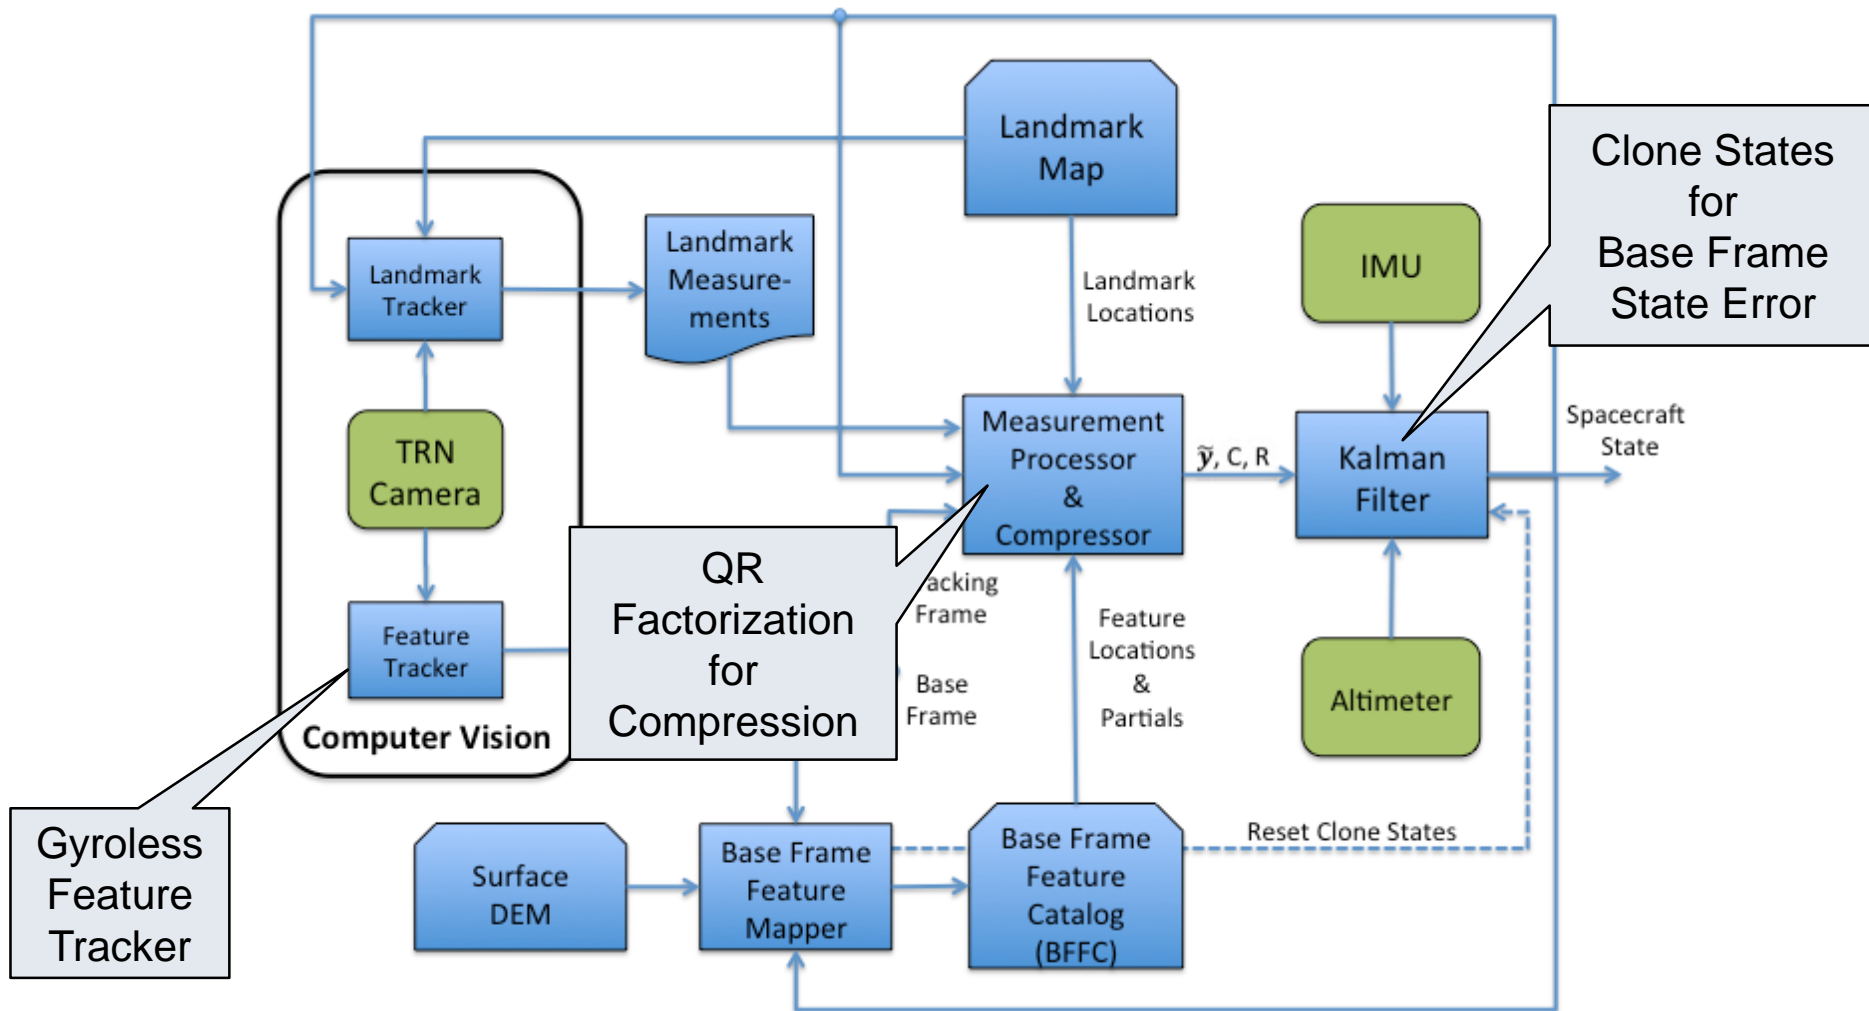 Landmark
Map
Clone States
for
Base Frame
State Error
Landmark
Tracker
Landmark
Measure-
ments
Landmark
Locations
IMU
TRN
Camera
Measurement
Processor
&
Compressor
ỹ, C, R
Kalman
Filter
Spacecraft
State
QR
Factorization
for
Compression
acking
Frame
Base
Frame
Feature
Locations
&
Partials
Feature
Tracker
Computer Vision
Altimeter
Gyroless
Feature
Tracker
Surface
DEM
Base Frame
Feature
Mapper
Base Frame
Feature
Catalog
(BFFC)
Reset Clone States